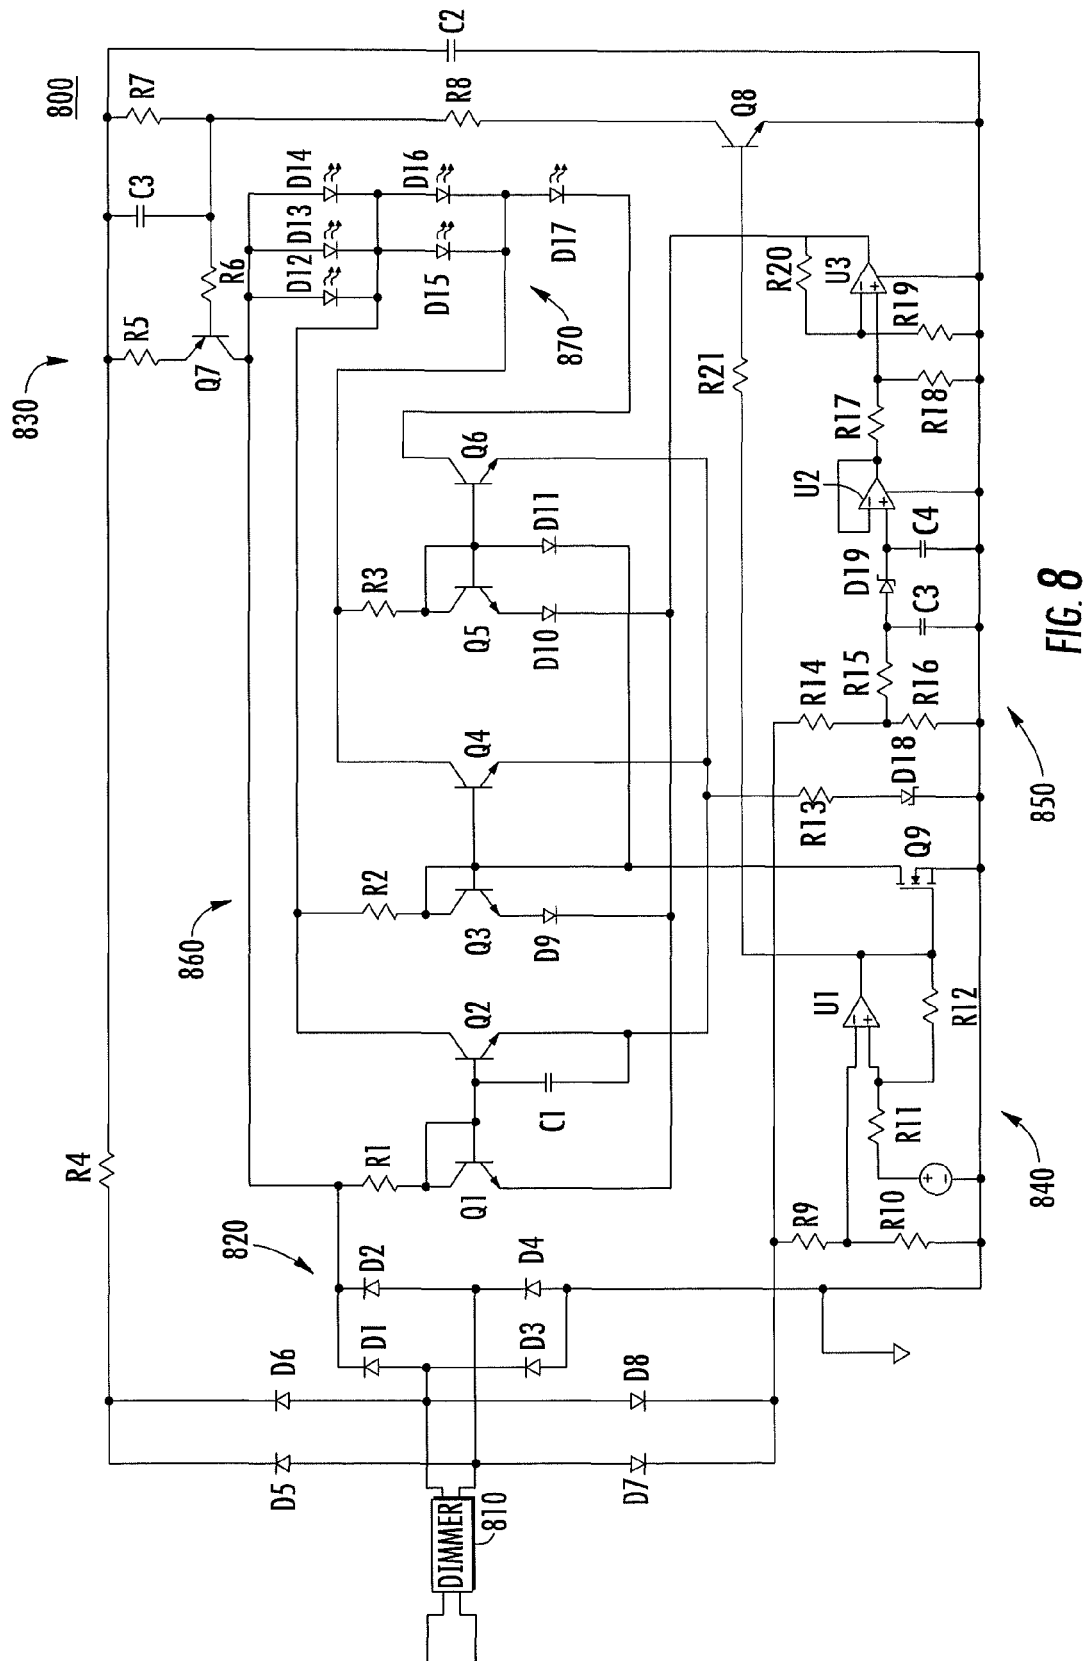 800
830
C2
R7
C3
R5
R6
Q7
R8
D14
D13
D12
D16
D15
D17
870
Q8
R4
860
R3
Q6
D11
Q5
D10
R21
R20
U3
R19
R18
R17
U2
D19
C4
C3
R15
R14
R16
850
R2
Q4
Q3
D9
R13
D18
Q9
Q2
C1
R1
Q1
U1
R12
R11
840
R9
R10
820
D2
D4
D1
D3
D6
D8
D5
D7
DIMMER
810
+
-
-
+
-
+
-
+
FIG. 8